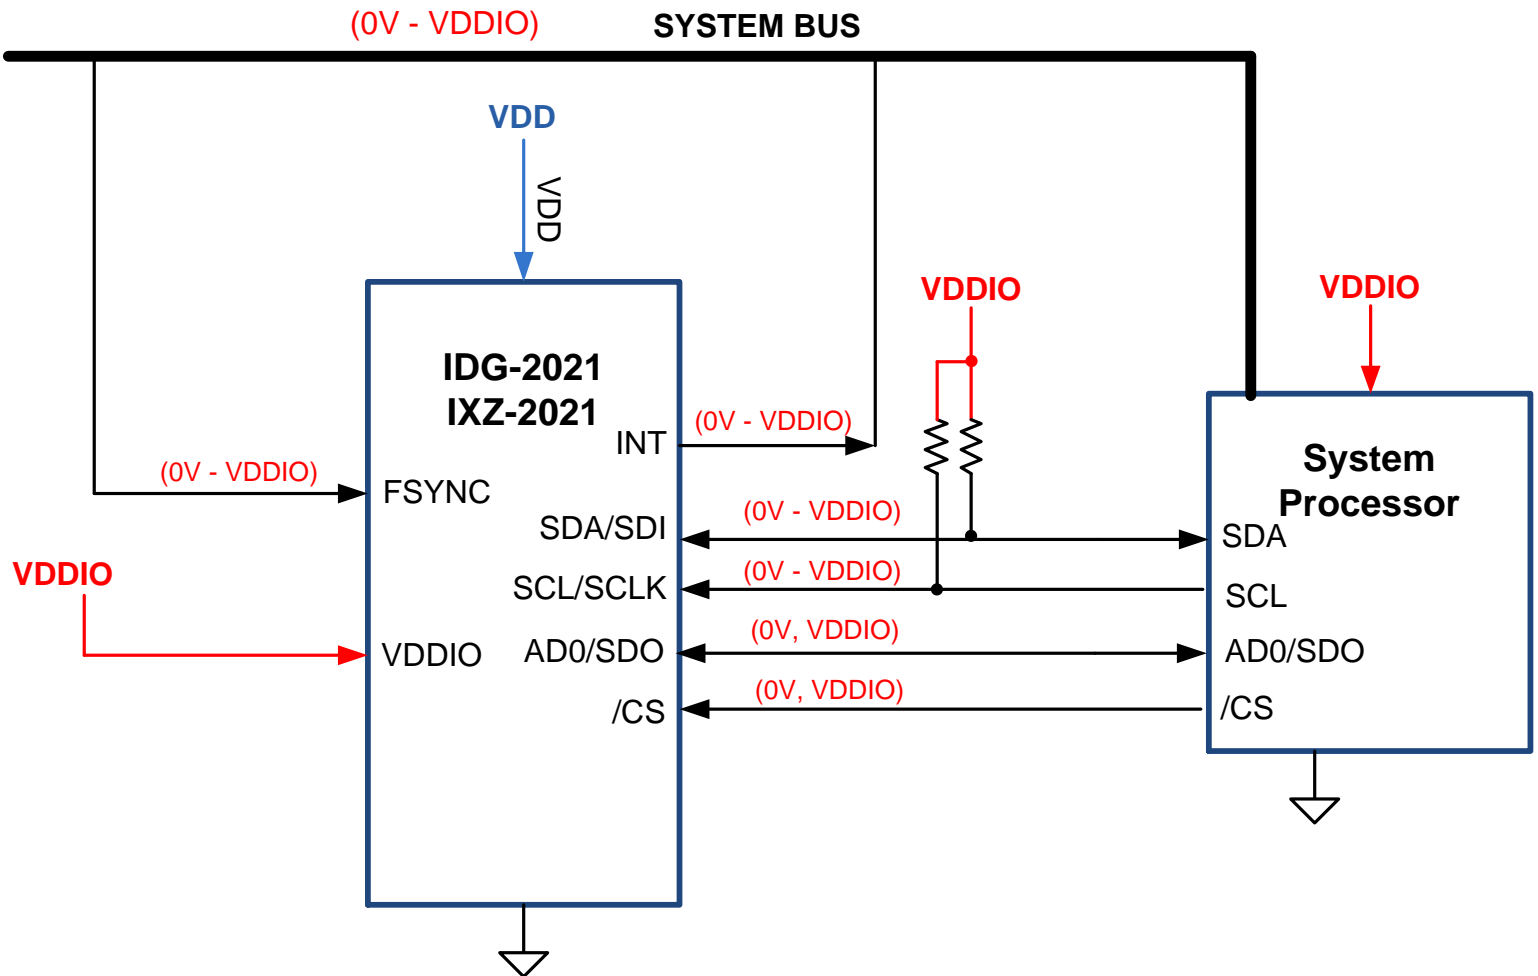 (0V - VDDIO)
SYSTEM BUS
VDD
VDD
VDDIO
VDDIO
IDG-2021
IXZ-2021
INT
(0V - VDDIO)
System
Processor
(0V - VDDIO)
FSYNC
SDA/SDI
(0V - VDDIO)
SDA
VDDIO
SCL/SCLK
(0V - VDDIO)
SCL
VDDIO
AD0/SDO
(0V, VDDIO)
AD0/SDO
/CS
(0V, VDDIO)
/CS